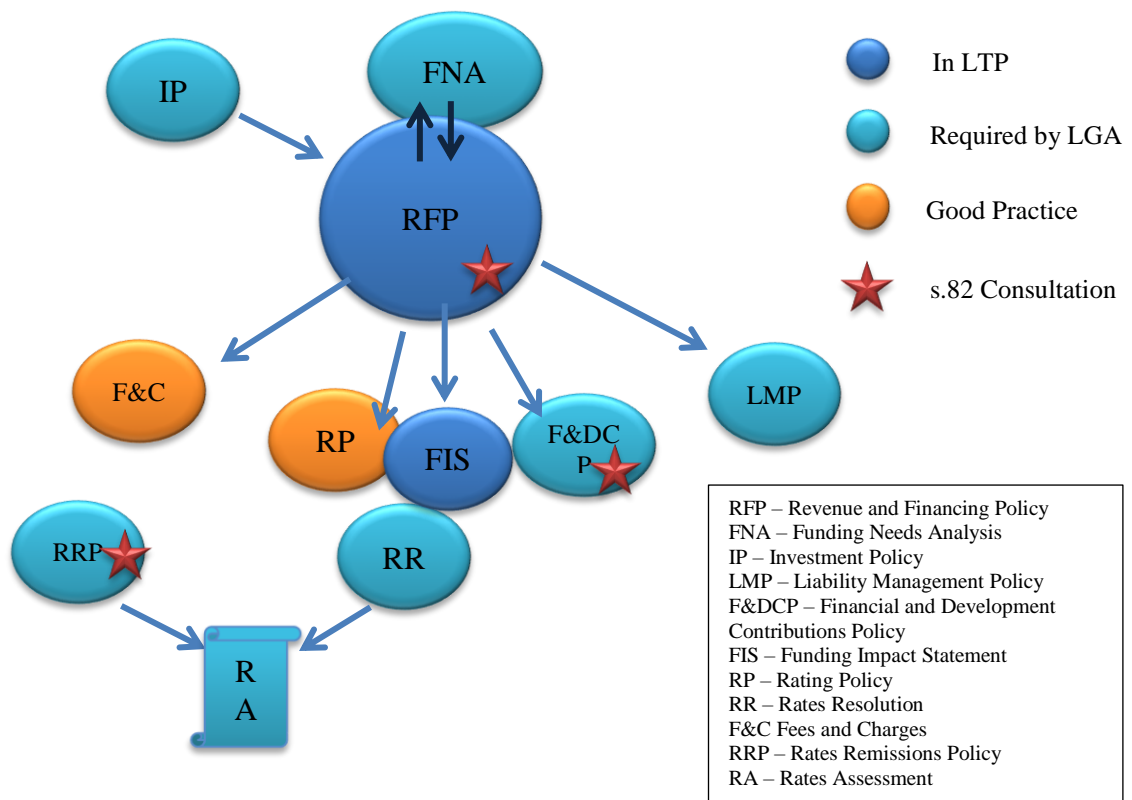 IP
FNA
RFP
F&C
RP
FIS
F&DC
P
LMP
RRP
RR
R
A
In LTP
Required by LGA
Good Practice
s.82 Consultation
RFP – Revenue and Financing Policy
FNA – Funding Needs Analysis
IP – Investment Policy
LMP – Liability Management Policy
F&DCP – Financial and Development
Contributions Policy
FIS – Funding Impact Statement
RP – Rating Policy
RR – Rates Resolution
F&C Fees and Charges
RRP – Rates Remissions Policy
RA – Rates Assessment